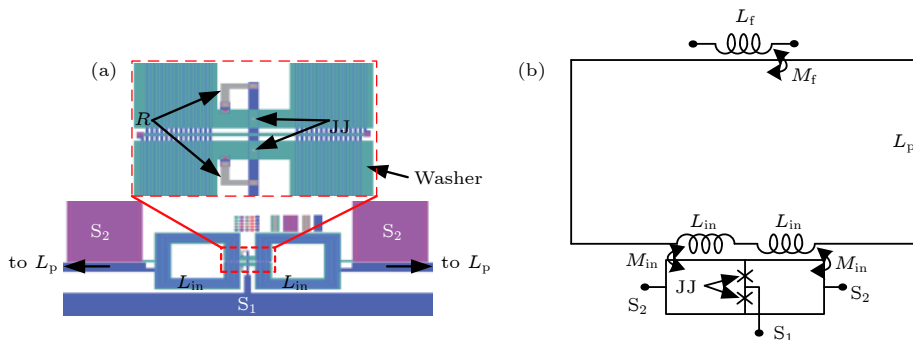 (a)
R
JJ
Washer
S2
S2
to Lp
to Lp
Lin
Lin
S1
(b)
Lf
Mf
Lp
Lin
Lin
Min
Min
JJ
S2
S2
S1